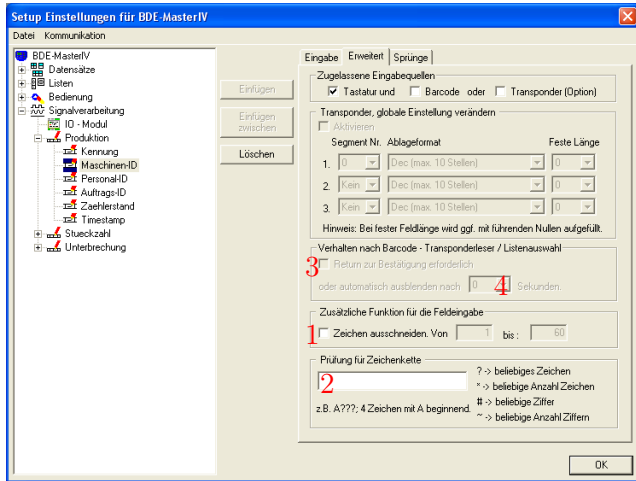 Setup Einstellungen für BDE-MasterIV
Datei Kommunikation
BDE-MasterIV
Datensätze
Listen
Bedienung
Signalverarbeitung
IO - Modul
Produktion
Kennung
Maschinen-ID
Personal-ID
Auftrags-ID
Zaehlerstand
Timestamp
Stueckzahl
Unterbrechung
Einfügen
Einfügen
zwischen
Löschen
Eingabe Erweitert Sprünge
Zugelassene Eingabequellen
Tastatur und Barcode oder Transponder (Option)
Transponder, globale Einstellung verändern
Aktivieren
Segment Nr. Ablageformat Feste Länge
1. 0 Dec (max. 10 Stellen) 0
2. Kein Dec (max. 10 Stellen) 0
3. Kein Dec (max. 10 Stellen) 0
Hinweis: Bei fester Feldlänge wird ggf. mit führenden Nullen aufgefüllt.
Verhalten nach Barcode - Transponderleser / Listenauswahl
3 Return zur Bestätigung erforderlich
oder automatisch ausblenden nach 0 4 Sekunden.
Zusätzliche Funktion für die Feldeingabe
1 Zeichen ausschneiden. Von 1 bis : 60
Prüfung für Zeichenkette
2
z.B. A???; 4 Zeichen mit A beginnend.
? -> beliebiges Zeichen
* -> beliebige Anzahl Zeichen
# -> beliebige Ziffer
~ -> beliebige Anzahl Ziffern
OK